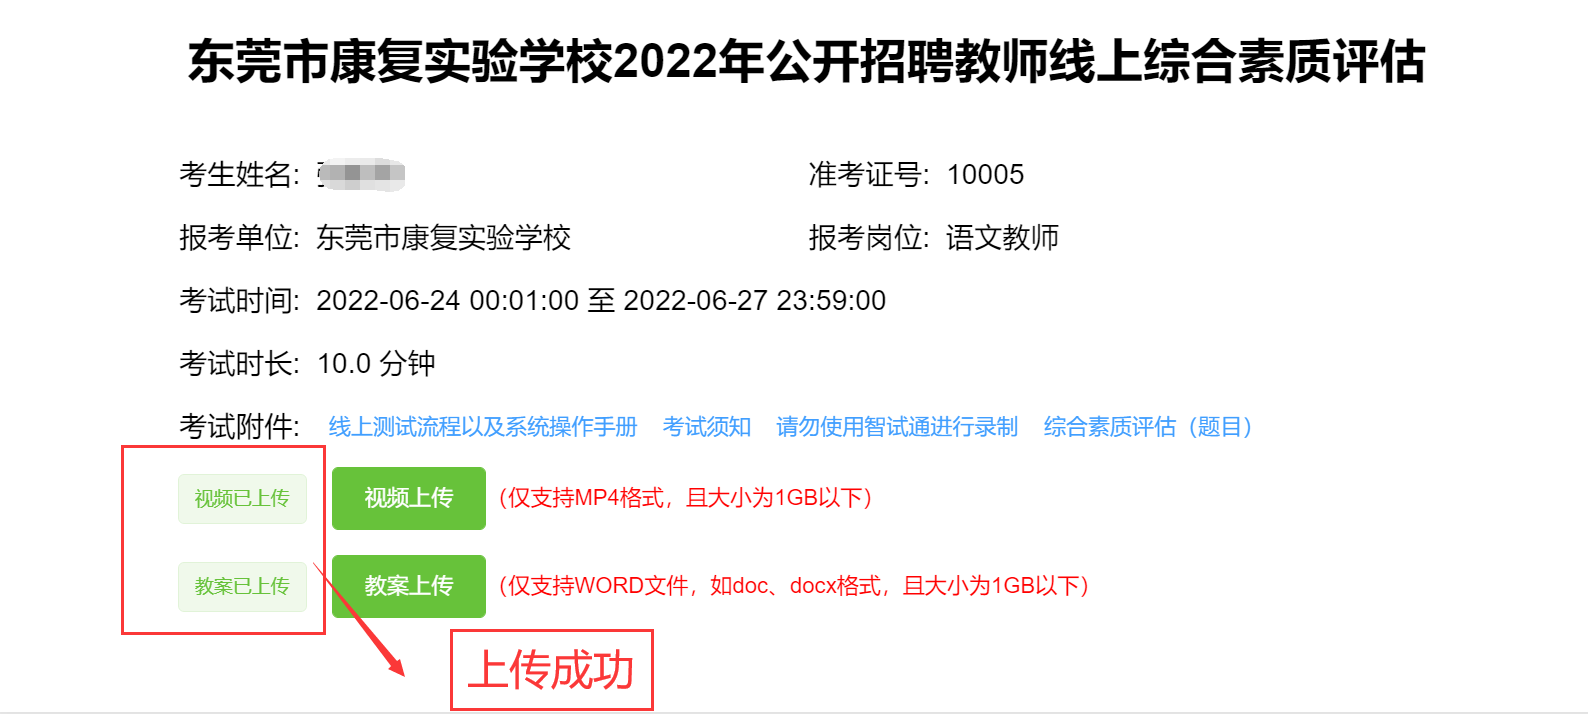 东莞市康复实验学校2022年公开招聘教师线上综合素质评估
考生姓名: 准考证号: 10005
报考单位: 东莞市康复实验学校 报考岗位: 语文教师
考试时间: 2022-06-24 00:01:00 至 2022-06-27 23:59:00
考试时长: 10.0 分钟
考试附件: 线上测试流程以及系统操作手册 考试须知 请勿使用智试通进行录制 综合素质评估（题目）
视频已上传 视频上传 （仅支持MP4格式，且大小为1GB以下）
教案已上传 教案上传 （仅支持WORD文件，如doc、docx格式，且大小为1GB以下）
上传成功